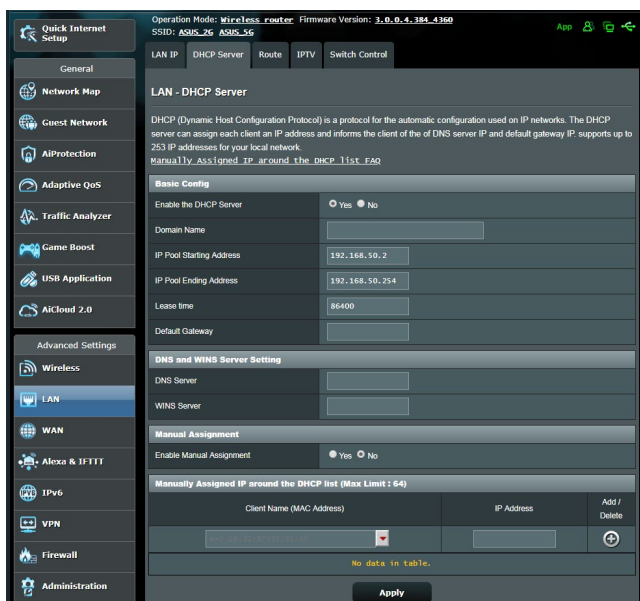 Quick Internet
Setup
Operation Mode: Wireless router Firmware Version: 3.0.0.4.384_4360
SSID: ASUS_2G ASUS_5G
App
LAN IP DHCP Server Route IPTV Switch Control
General
Network Map
Guest Network
AiProtection
Adaptive QoS
Traffic Analyzer
Game Boost
USB Application
AiCloud 2.0
Advanced Settings
Wireless
LAN
WAN
Alexa & IFTTT
IPv6
VPN
Firewall
Administration
LAN - DHCP Server
DHCP (Dynamic Host Configuration Protocol) is a protocol for the automatic configuration used on IP networks. The DHCP
server can assign each client an IP address and informs the client of the of DNS server IP and default gateway IP. supports up to
253 IP addresses for your local network.
Manually Assigned IP around the DHCP list FAQ
Basic Config
Enable the DHCP Server Yes No
Domain Name
IP Pool Starting Address 192.168.50.2
IP Pool Ending Address 192.168.50.254
Lease time 86400
Default Gateway
DNS and WINS Server Setting
DNS Server
WINS Server
Manual Assignment
Enable Manual Assignment Yes No
Manually Assigned IP around the DHCP list (Max Limit : 64)
Client Name (MAC Address) IP Address Add /
Delete
No data in table.
Apply